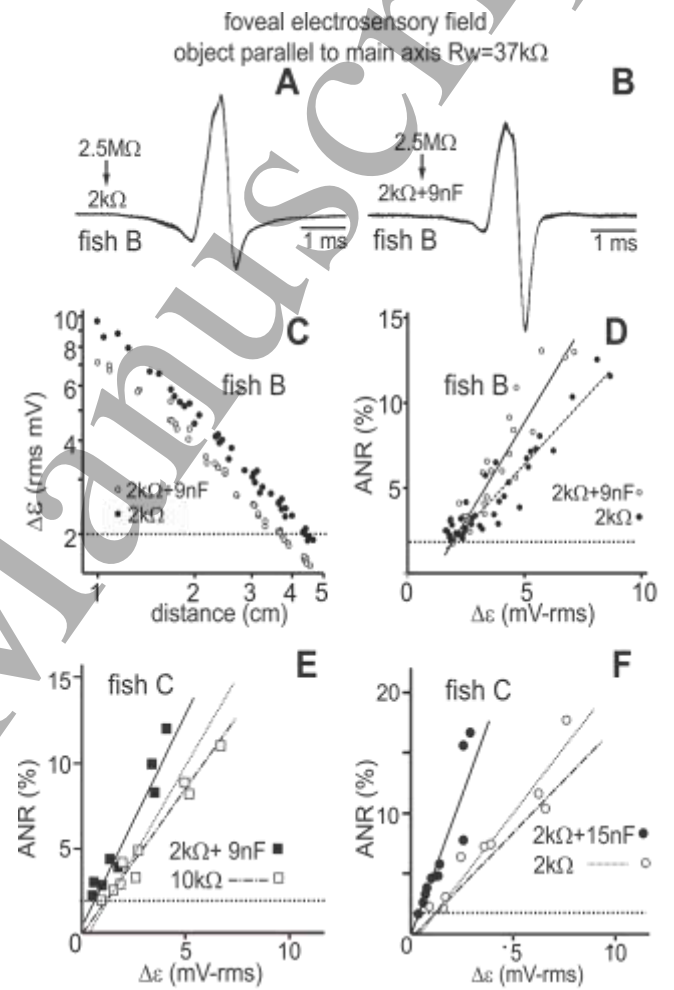 foveal electrosensory field
object parallel to main axis Rw=37kΩ
A
B
2.5MΩ
2kΩ
fish B
1 ms
2.5MΩ
2kΩ+9nF
fish B
1 ms
C
fish B
Δε (rms mV)
10
8
6
4
2
2kΩ+9nF
2kΩ
1
2
3
4
5
distance (cm)
D
fish B
ANR (%)
15
10
5
2kΩ+9nF
2kΩ
0
5
10
Δε (mV-rms)
E
fish C
ANR (%)
15
10
5
0
2kΩ+ 9nF
10kΩ
0
5
10
Δε (mV-rms)
F
fish C
ANR (%)
20
10
0
2kΩ+15nF
2kΩ
0
5
10
Δε (mV-rms)
Manuscrip